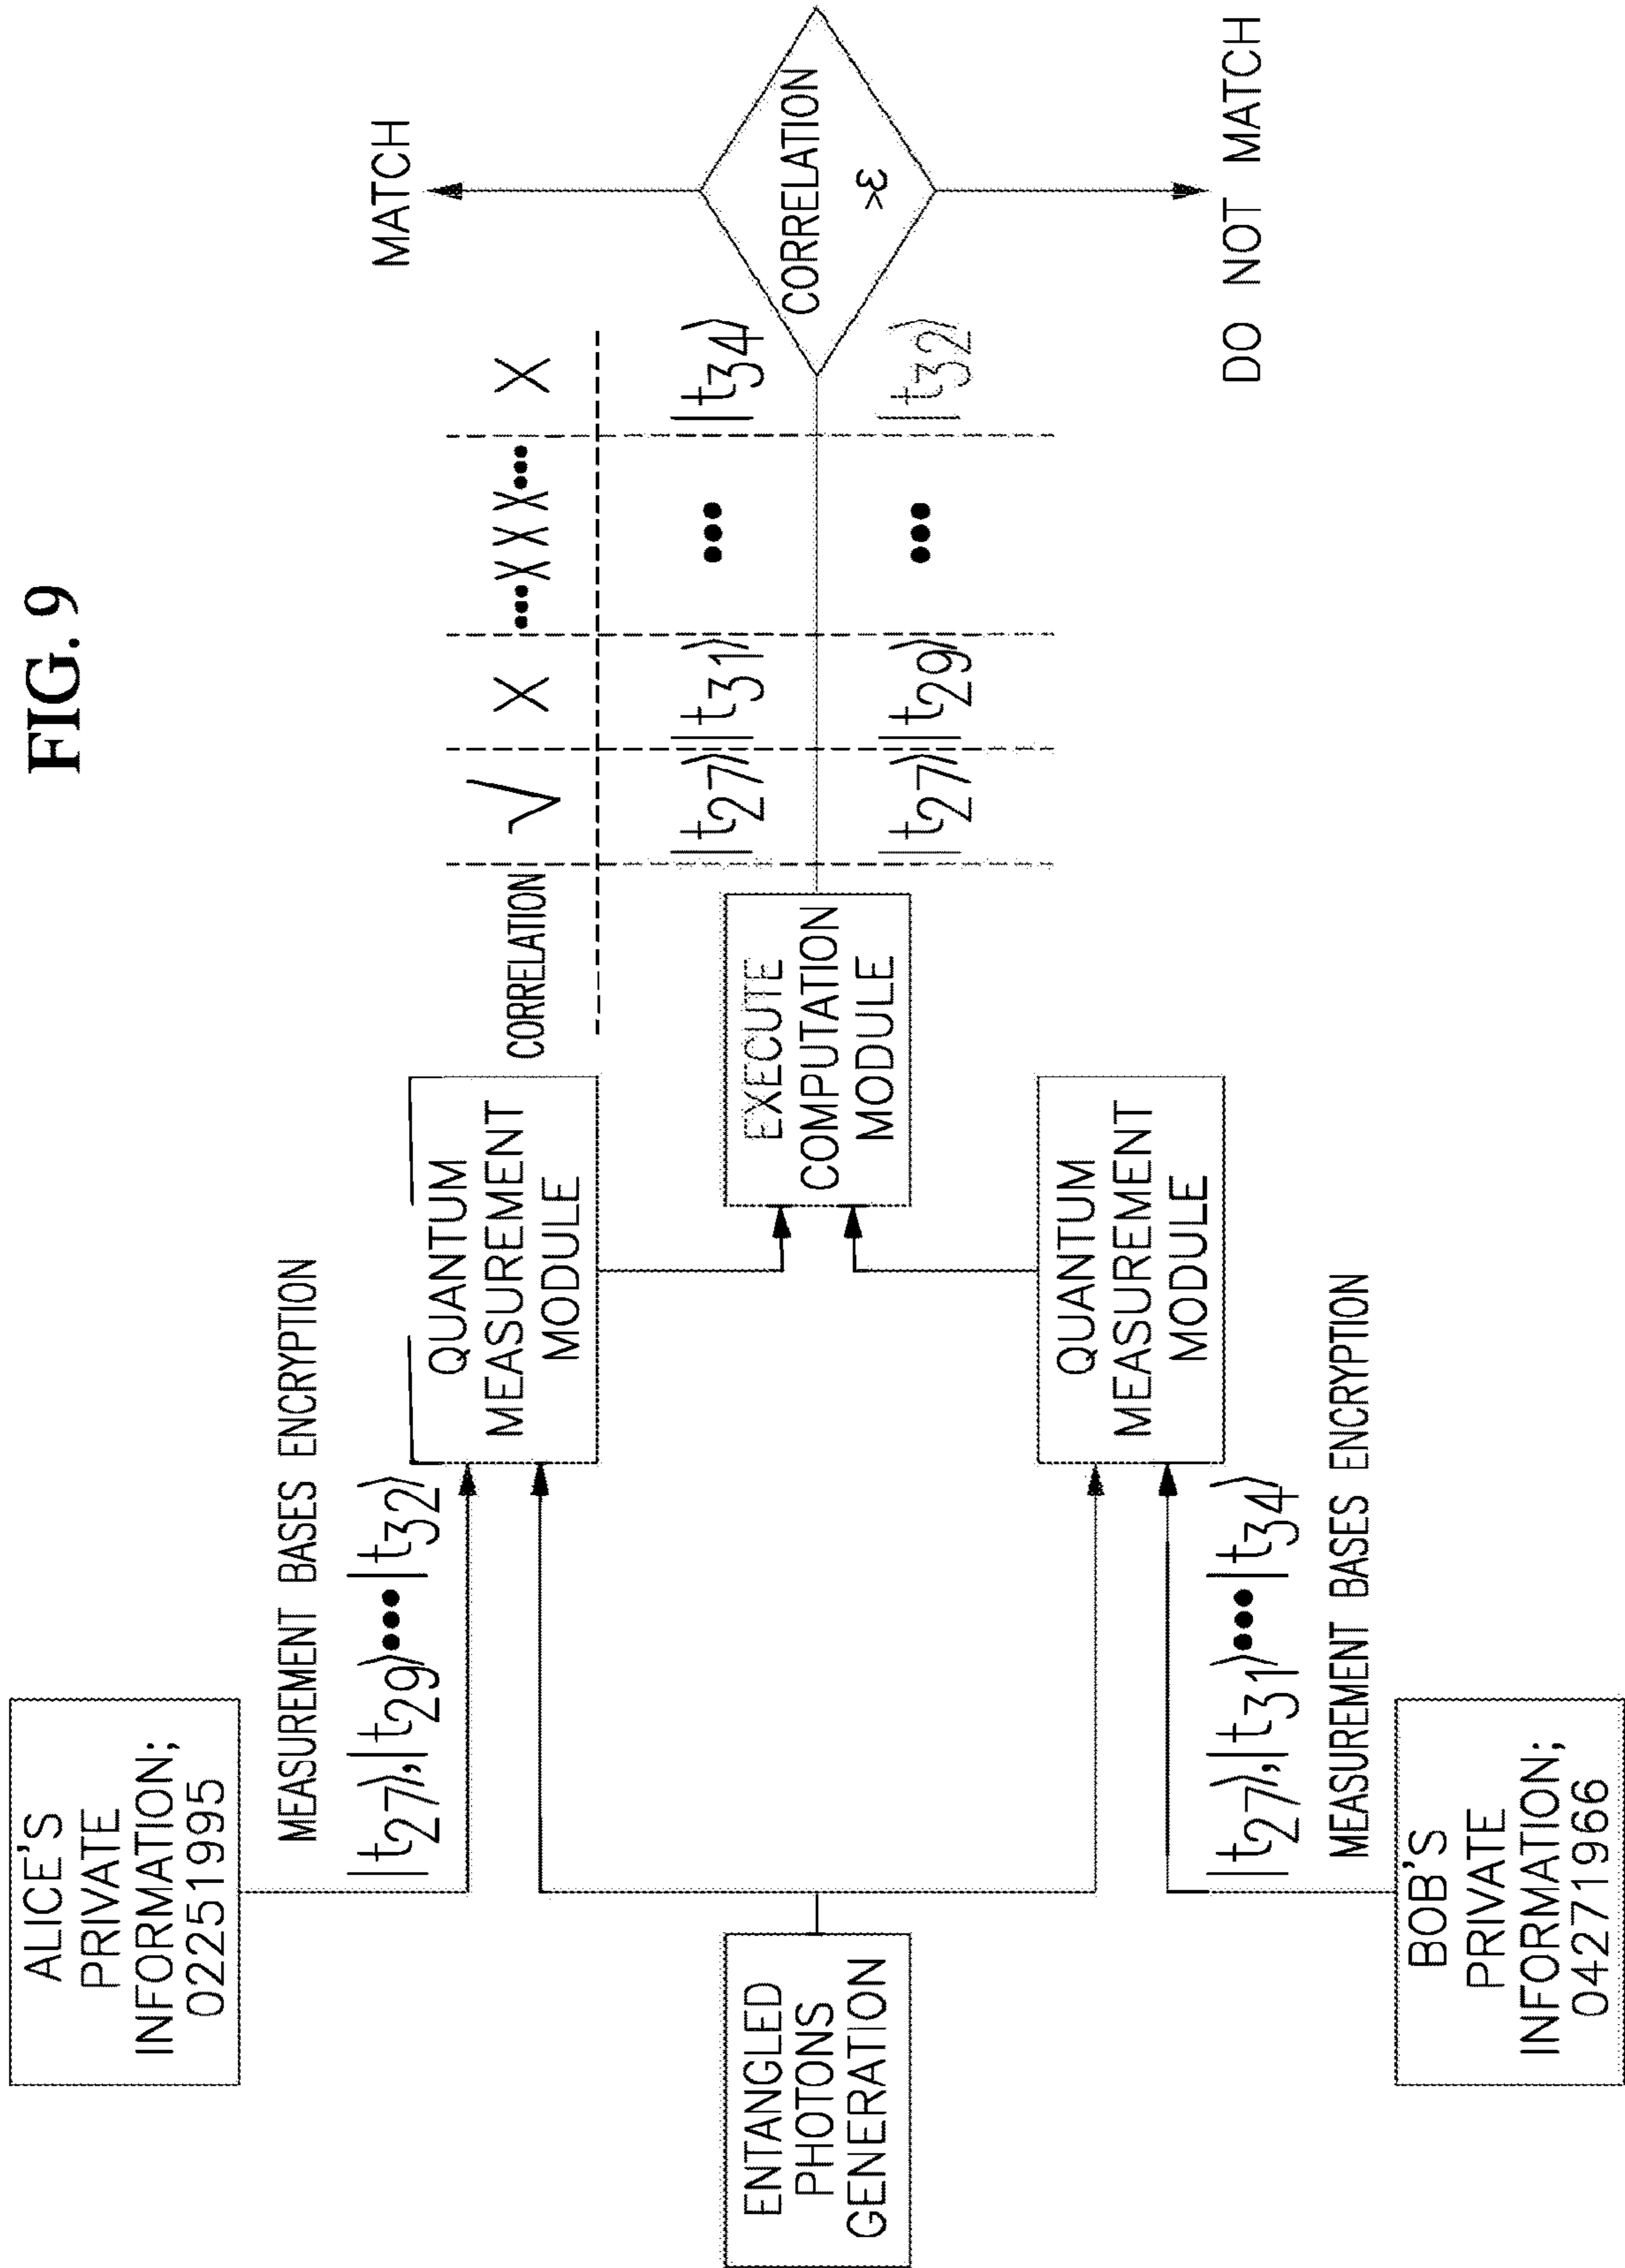 FIG. 9
ALICE'S
PRIVATE
INFORMATION;
02251995
MEASUREMENT BASES ENCRYPTION
|t27⟩,|t29⟩•••|t32⟩
QUANTUM
MEASUREMENT
MODULE
ENTANGLED
PHOTONS
GENERATION
EXECUTE
COMPUTATION
MODULE
QUANTUM
MEASUREMENT
MODULE
|t27⟩,|t31⟩•••|t34⟩
MEASUREMENT BASES ENCRYPTION
BOB'S
PRIVATE
INFORMATION;
04271966
CORRELATION √ X •••XXX••• X
|t27⟩ |t31⟩ ••• |t34⟩
|t27⟩ |t29⟩ ••• |t32⟩
MATCH
CORRELATION
>ε
DO NOT MATCH